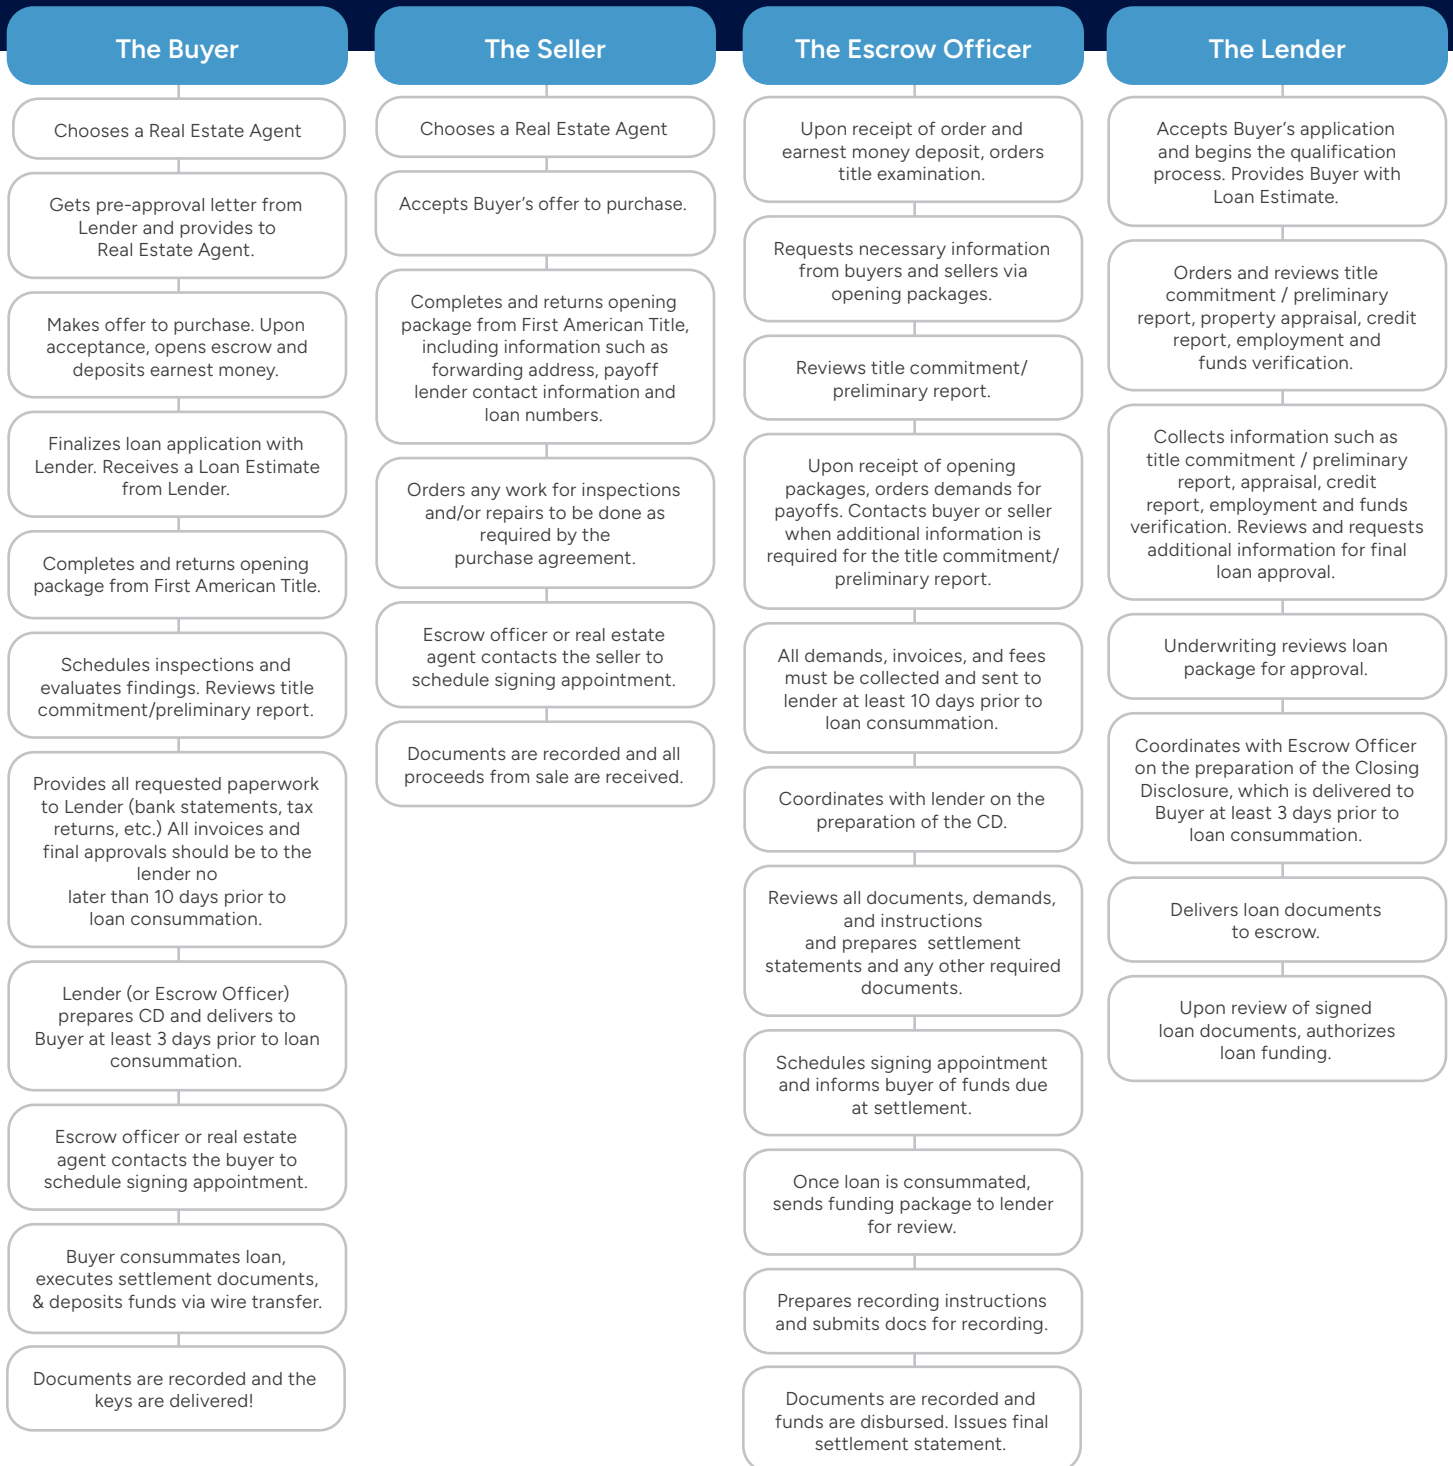 The Buyer
Chooses a Real Estate Agent
Gets pre-approval letter from
Lender and provides to
Real Estate Agent.
Makes offer to purchase. Upon
acceptance, opens escrow and
deposits earnest money.
Finalizes loan application with
Lender. Receives a Loan Estimate
from Lender.
Completes and returns opening
package from First American Title.
Schedules inspections and
evaluates findings. Reviews title
commitment/preliminary report.
Provides all requested paperwork
to Lender (bank statements, tax
returns, etc.) All invoices and
final approvals should be to the
lender no
later than 10 days prior to
loan consummation.
Lender (or Escrow Officer)
prepares CD and delivers to
Buyer at least 3 days prior to loan
consummation.
Escrow officer or real estate
agent contacts the buyer to
schedule signing appointment.
Buyer consummates loan,
executes settlement documents,
& deposits funds via wire transfer.
Documents are recorded and the
keys are delivered!
The Seller
Chooses a Real Estate Agent
Accepts Buyer's offer to purchase.
Completes and returns opening
package from First American Title,
including information such as
forwarding address, payoff
lender contact information and
loan numbers.
Orders any work for inspections
and/or repairs to be done as
required by the
purchase agreement.
Escrow officer or real estate
agent contacts the seller to
schedule signing appointment.
Documents are recorded and all
proceeds from sale are received.
The Escrow Officer
Upon receipt of order and
earnest money deposit, orders
title examination.
Requests necessary information
from buyers and sellers via
opening packages.
Reviews title commitment/
preliminary report.
Upon receipt of opening
packages, orders demands for
payoffs. Contacts buyer or seller
when additional information is
required for the title commitment/
preliminary report.
All demands, invoices, and fees
must be collected and sent to
lender at least 10 days prior to
loan consummation.
Coordinates with lender on the
preparation of the CD.
Reviews all documents, demands,
and instructions
and prepares  settlement
statements and any other required
documents.
Schedules signing appointment
and informs buyer of funds due
at settlement.
Once loan is consummated,
sends funding package to lender
for review.
Prepares recording instructions
and submits docs for recording.
Documents are recorded and
funds are disbursed. Issues final
settlement statement.
The Lender
Accepts Buyer's application
and begins the qualification
process. Provides Buyer with
Loan Estimate.
Orders and reviews title
commitment / preliminary
report, property appraisal, credit
report, employment and
funds verification.
Collects information such as
title commitment / preliminary
report, appraisal, credit
report, employment and funds
verification. Reviews and requests
additional information for final
loan approval.
Underwriting reviews loan
package for approval.
Coordinates with Escrow Officer
on the preparation of the Closing
Disclosure, which is delivered to
Buyer at least 3 days prior to
loan consummation.
Delivers loan documents
to escrow.
Upon review of signed
loan documents, authorizes
loan funding.